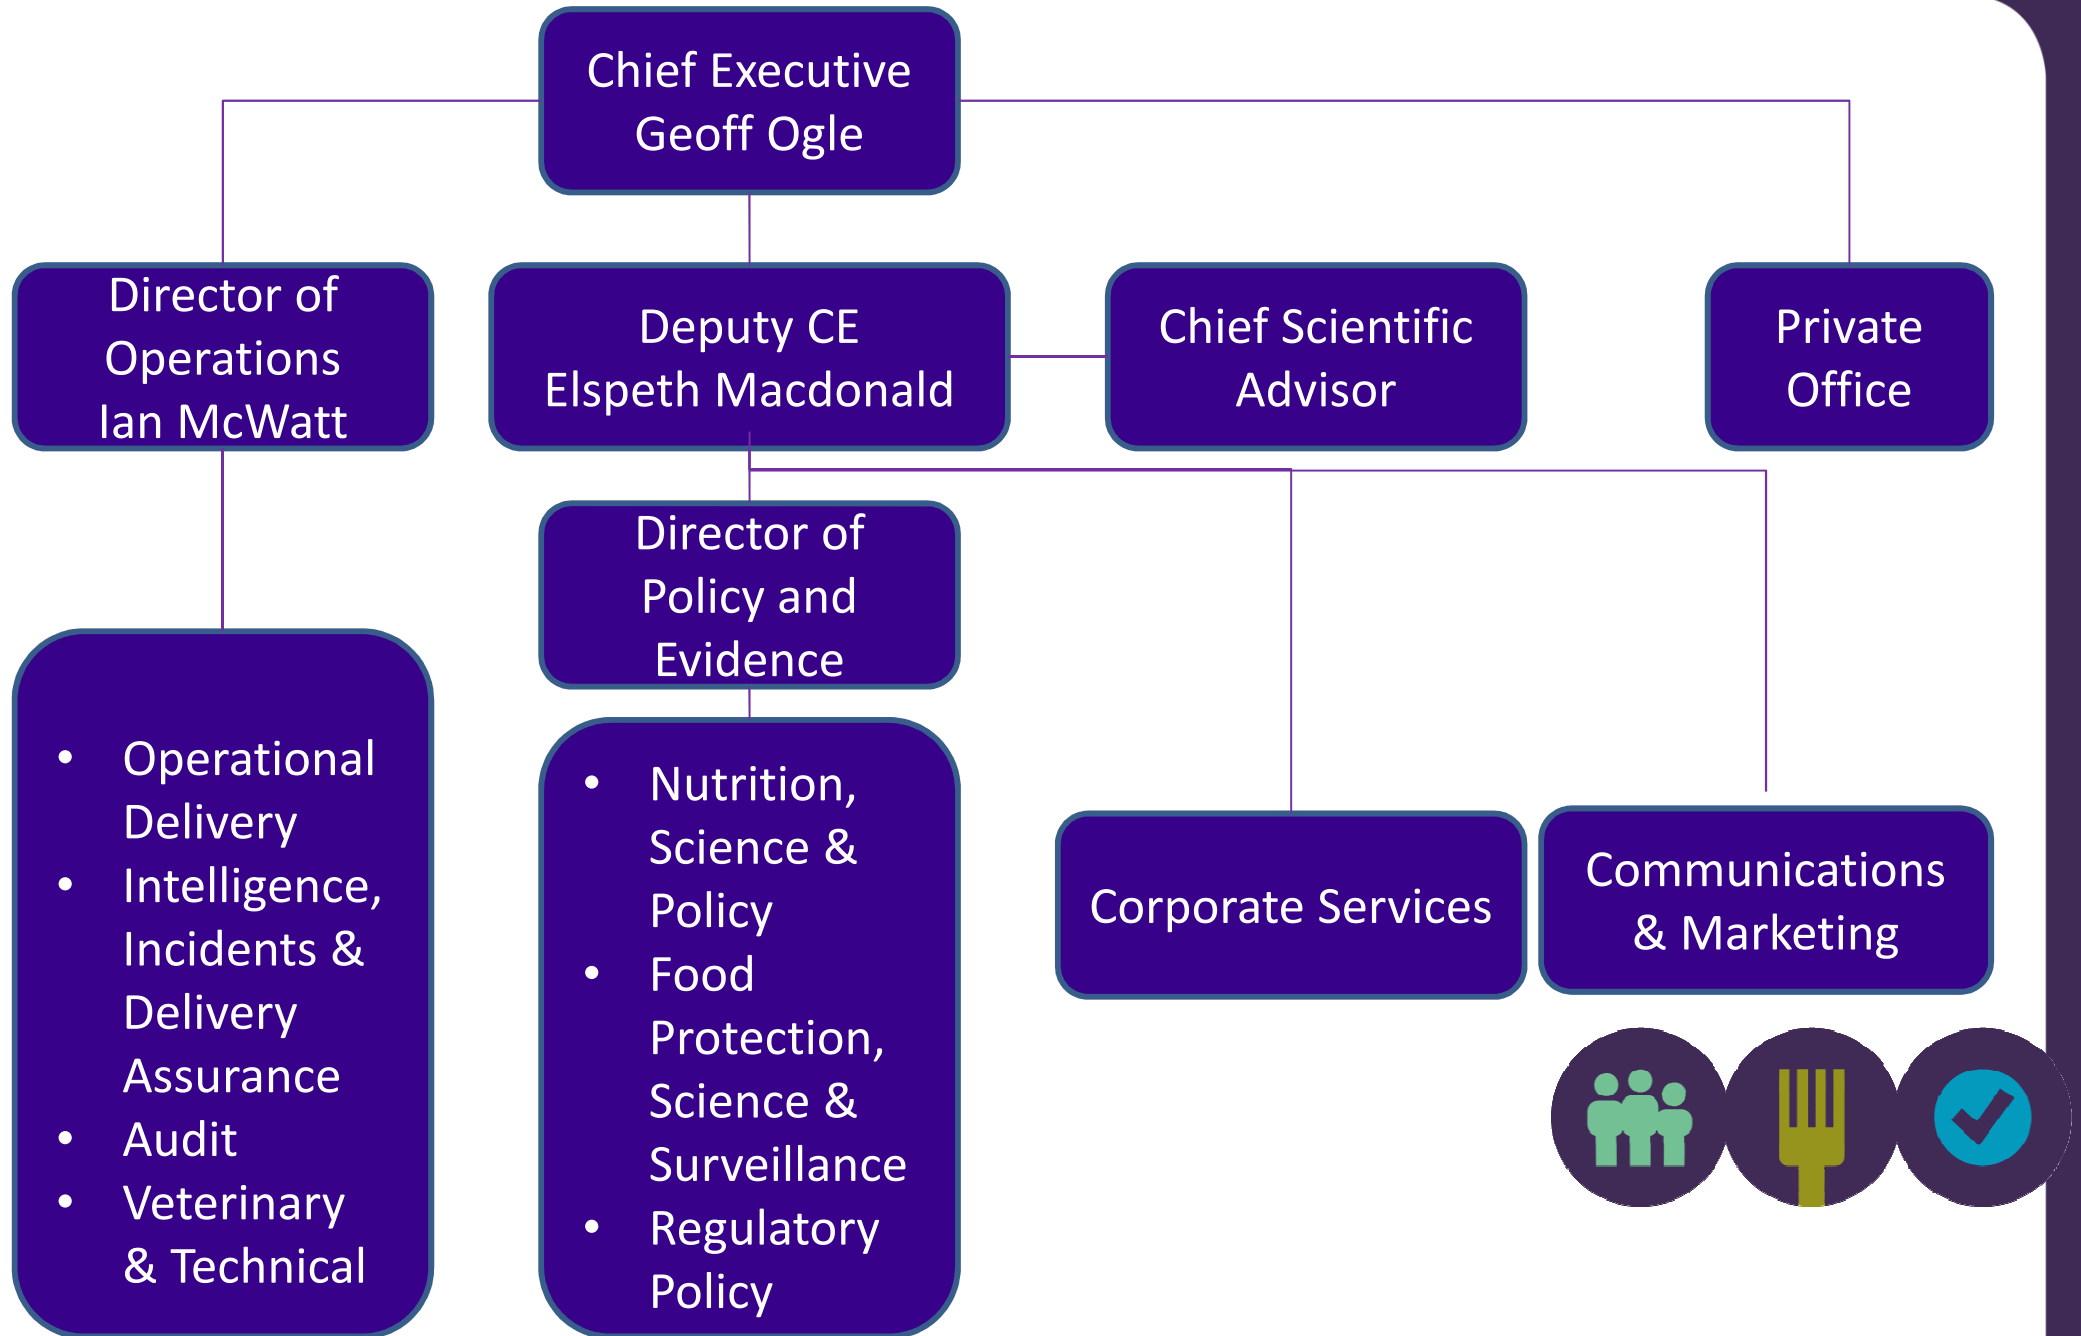 Chief Executive
Geoff Ogle
Director of
Operations
Ian McWatt
Deputy CE
Elspeth Macdonald
Chief Scientific
Advisor
Private
Office
Director of
Policy and
Evidence
• Operational
Delivery
• Intelligence,
Incidents &
Delivery
Assurance
• Audit
• Veterinary
& Technical
• Nutrition,
Science &
Policy
• Food
Protection,
Science &
Surveillance
• Regulatory
Policy
Corporate Services
Communications
& Marketing